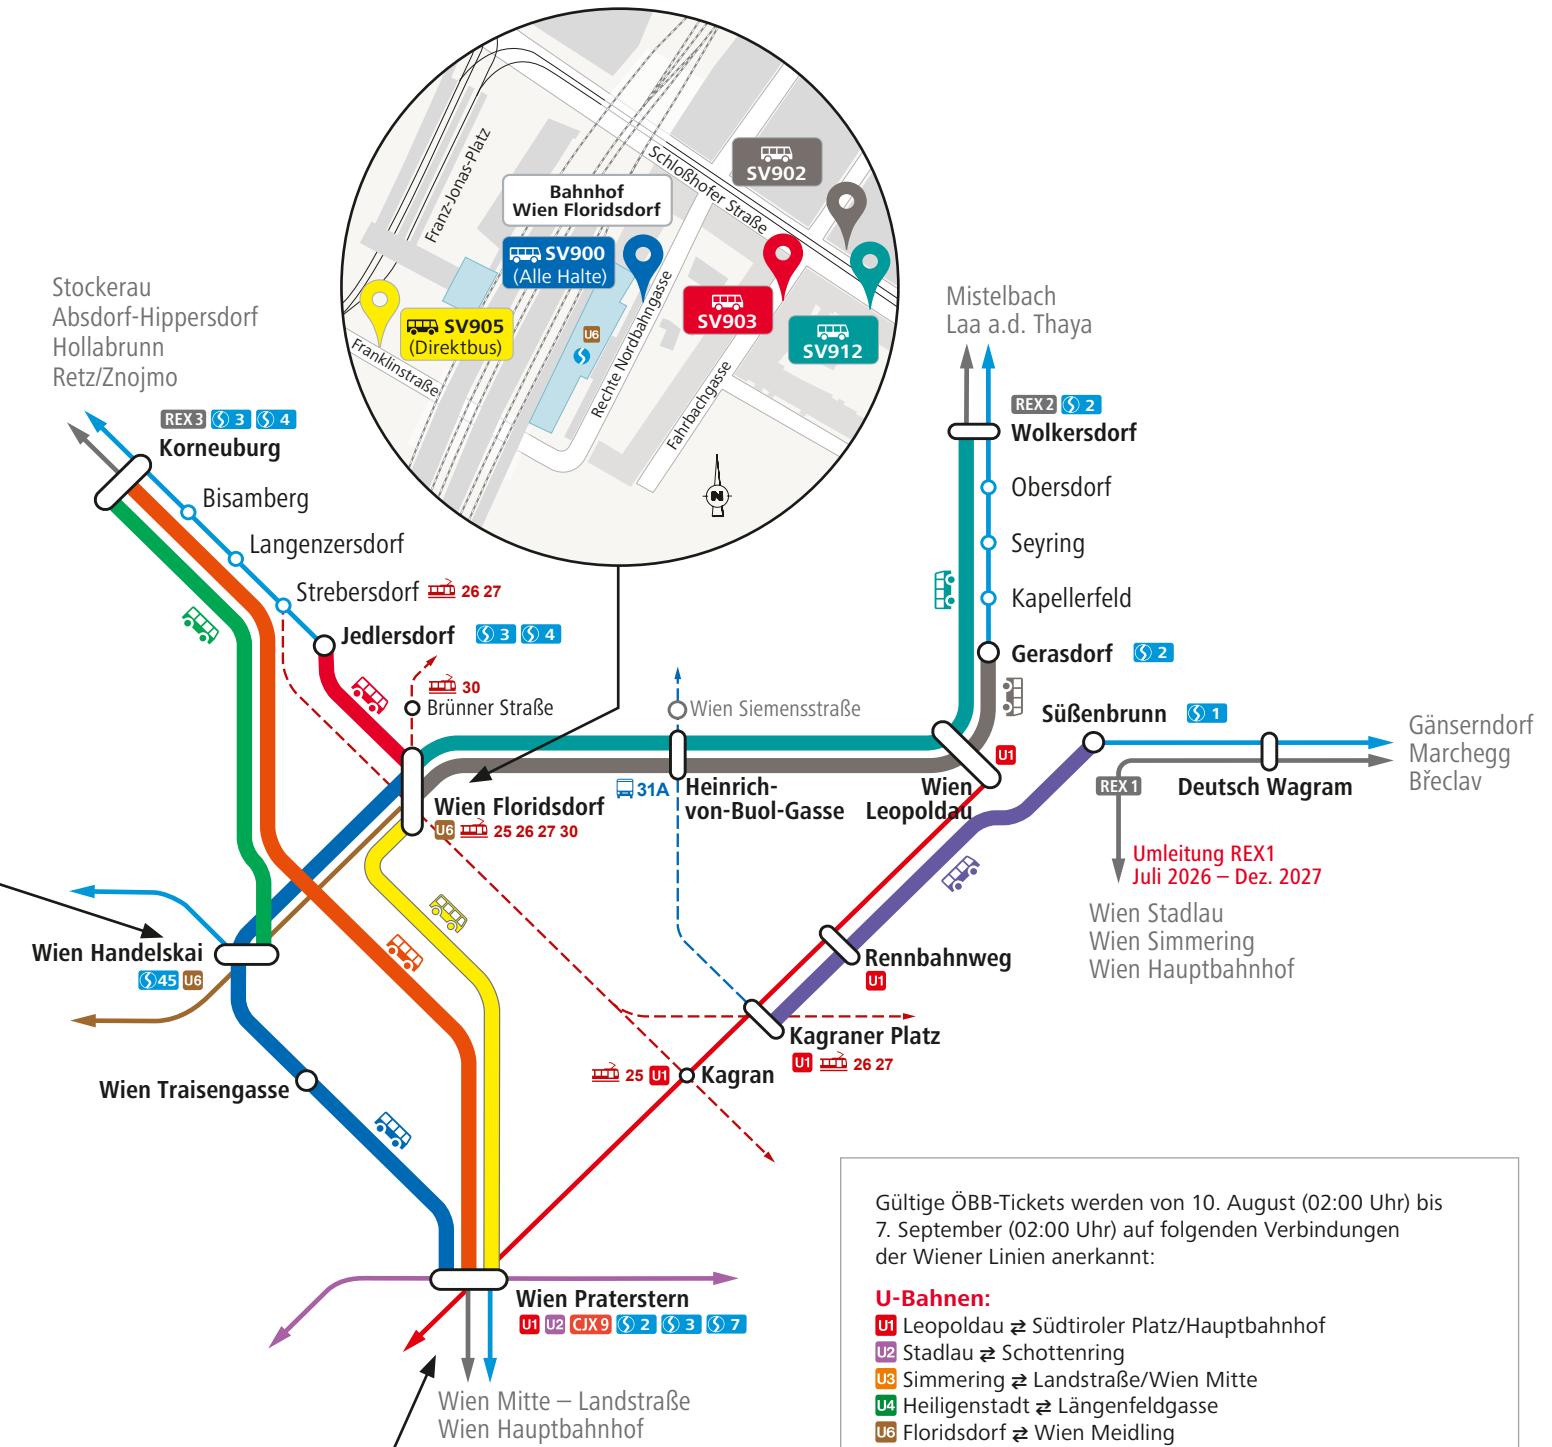 Franz-Jonas-Platz
Schloßhofer Straße
SV902
Bahnhof
Wien Floridsdorf
SV900
(Alle Halte)
SV905
(Direktbus)
U6
SV903
SV912
Franklinstraße
Rechte Nordbahngasse
Fahrbachgasse
N
Stockerau
Absdorf-Hippersdorf
Hollabrunn
Retz/Znojmo
REX 3 S 3 S 4
Korneuburg
Bisamberg
Langenzersdorf
Strebersdorf 26 27
Jedlersdorf S 3 S 4
30
Brünner Straße
Mistelbach
Laa a.d. Thaya
REX 2 S 2
Wolkersdorf
Obersdorf
Seyring
Kapellerfeld
Gerasdorf S 2
Süßenbrunn S 1
Gänserndorf
Marchegg
Břeclav
REX 1
Deutsch Wagram
Umleitung REX1
Juli 2026 – Dez. 2027
Wien Stadlau
Wien Simmering
Wien Hauptbahnhof
Wien Siemensstraße
31A
Heinrich-
von-Buol-Gasse
U1
Wien
Leopoldau
Wien Floridsdorf
U6 25 26 27 30
Wien Handelskai
S 45 U6
Rennbahnweg
U1
Kagraner Platz
U1 26 27
25 U1 Kagran
Wien Traisengasse
Wien Praterstern
U1 U2 CJX 9 S 2 S 3 S 7
Wien Mitte – Landstraße
Wien Hauptbahnhof
Gültige ÖBB-Tickets werden von 10. August (02:00 Uhr) bis
7. September (02:00 Uhr) auf folgenden Verbindungen
der Wiener Linien anerkannt:
U-Bahnen:
U1 Leopoldau ⇄ Südtiroler Platz/Hauptbahnhof
U2 Stadlau ⇄ Schottenring
U3 Simmering ⇄ Landstraße/Wien Mitte
U4 Heiligenstadt ⇄ Längenfeldgasse
U6 Floridsdorf ⇄ Wien Meidling